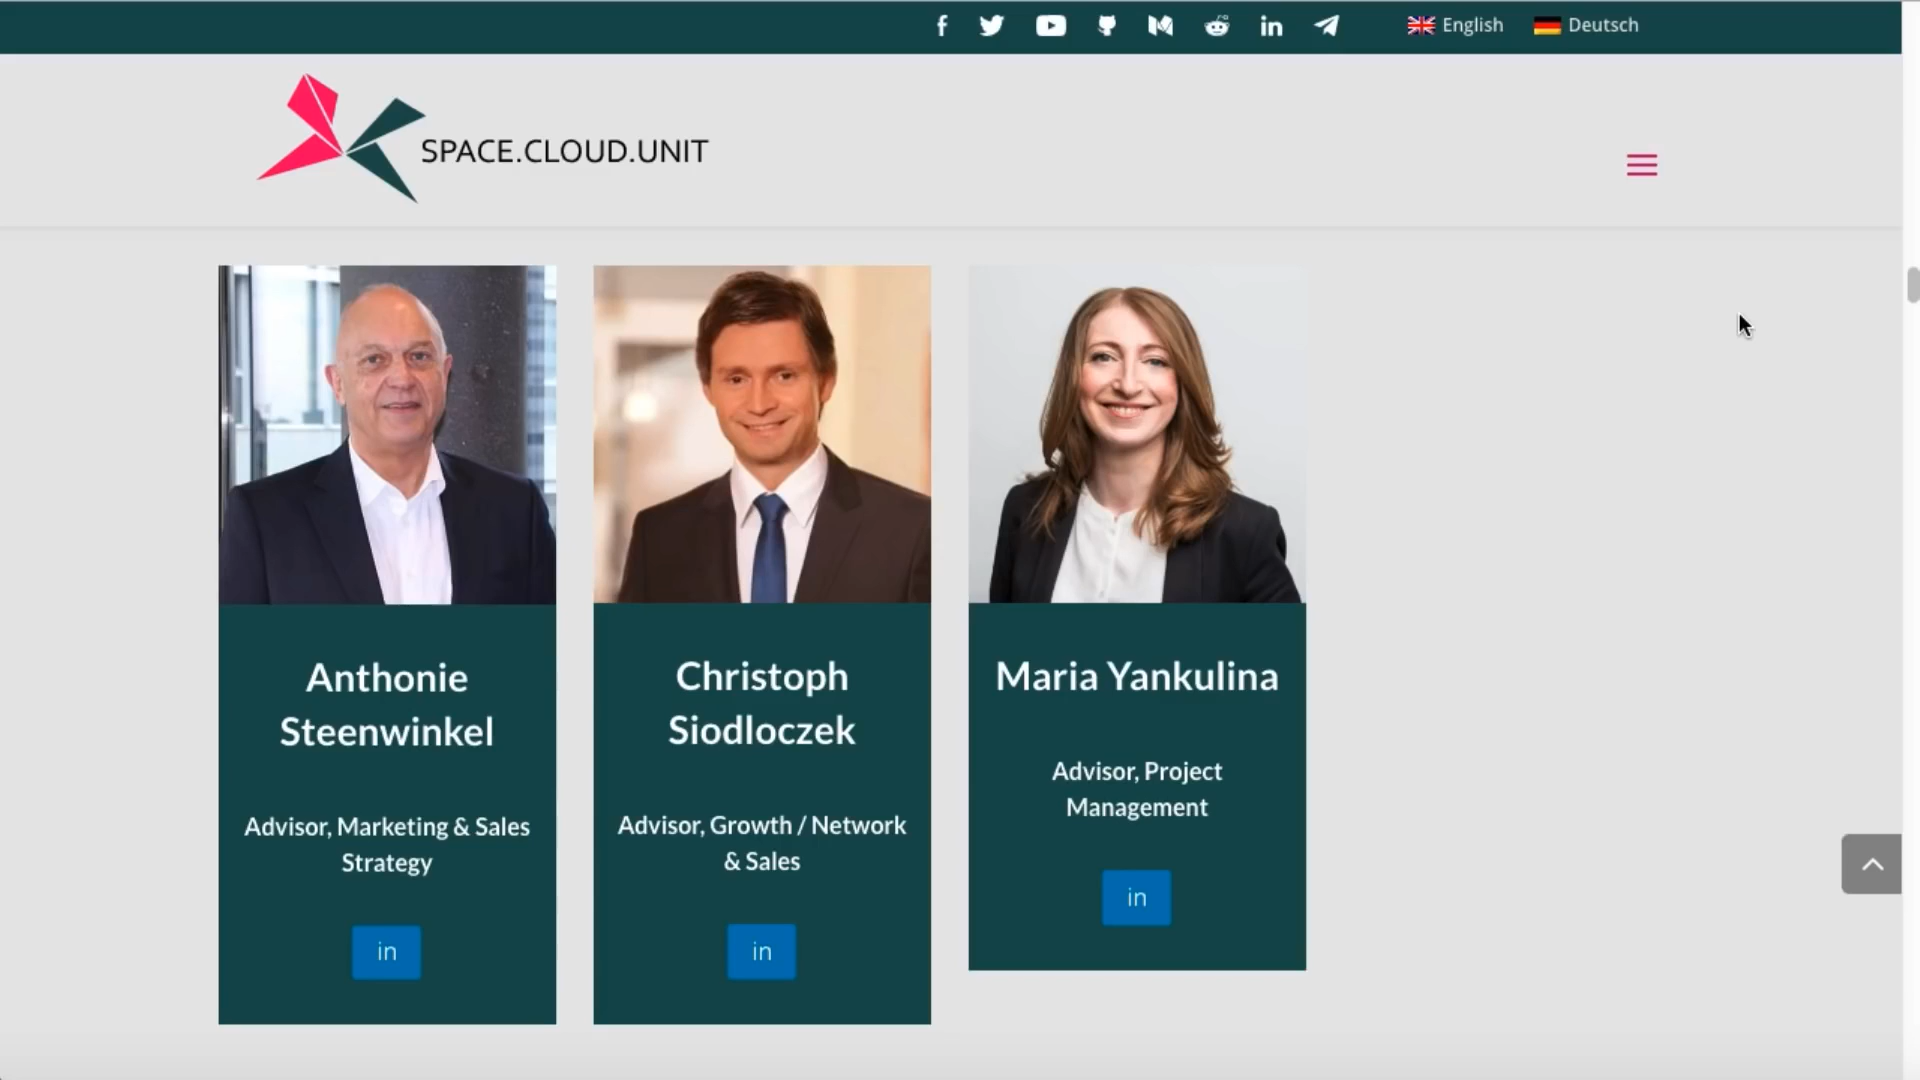 English Deutsch
SPACE.CLOUD.UNIT
Anthonie
Steenwinkel
Advisor, Marketing & Sales
Strategy
in
Christoph
Siodloczek
Advisor, Growth / Network
& Sales
in
Maria Yankulina
Advisor, Project
Management
in